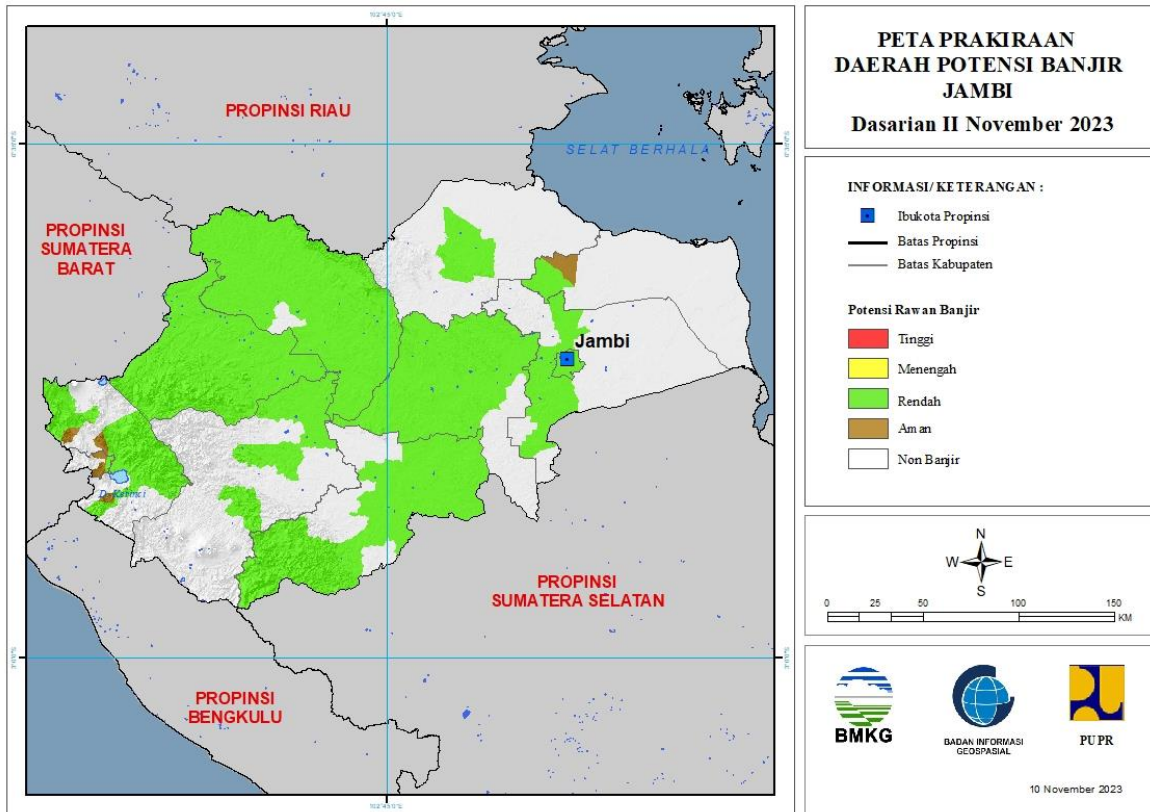 PETA PRAKIRAAN
DAERAH POTENSI BANJIR
JAMBI
Dasarian II November 2023
INFORMASI/KETERANGAN :
Ibukota Propinsi
Batas Propinsi
Batas Kabupaten
Potensi Rawan Banjir
Tinggi
Menengah
Rendah
Aman
Non Banjir
N
W E
S
0 25 50 100 150
KM
BMKG
BADAN INFORMASI
GEOSPASIAL
PUPR
10 November 2023
PROPINSI RIAU
SELAT BERHALA
PROPINSI
SUMATERA
BARAT
Jambi
PROPINSI
SUMATERA SELATAN
PROPINSI
BENGKULU